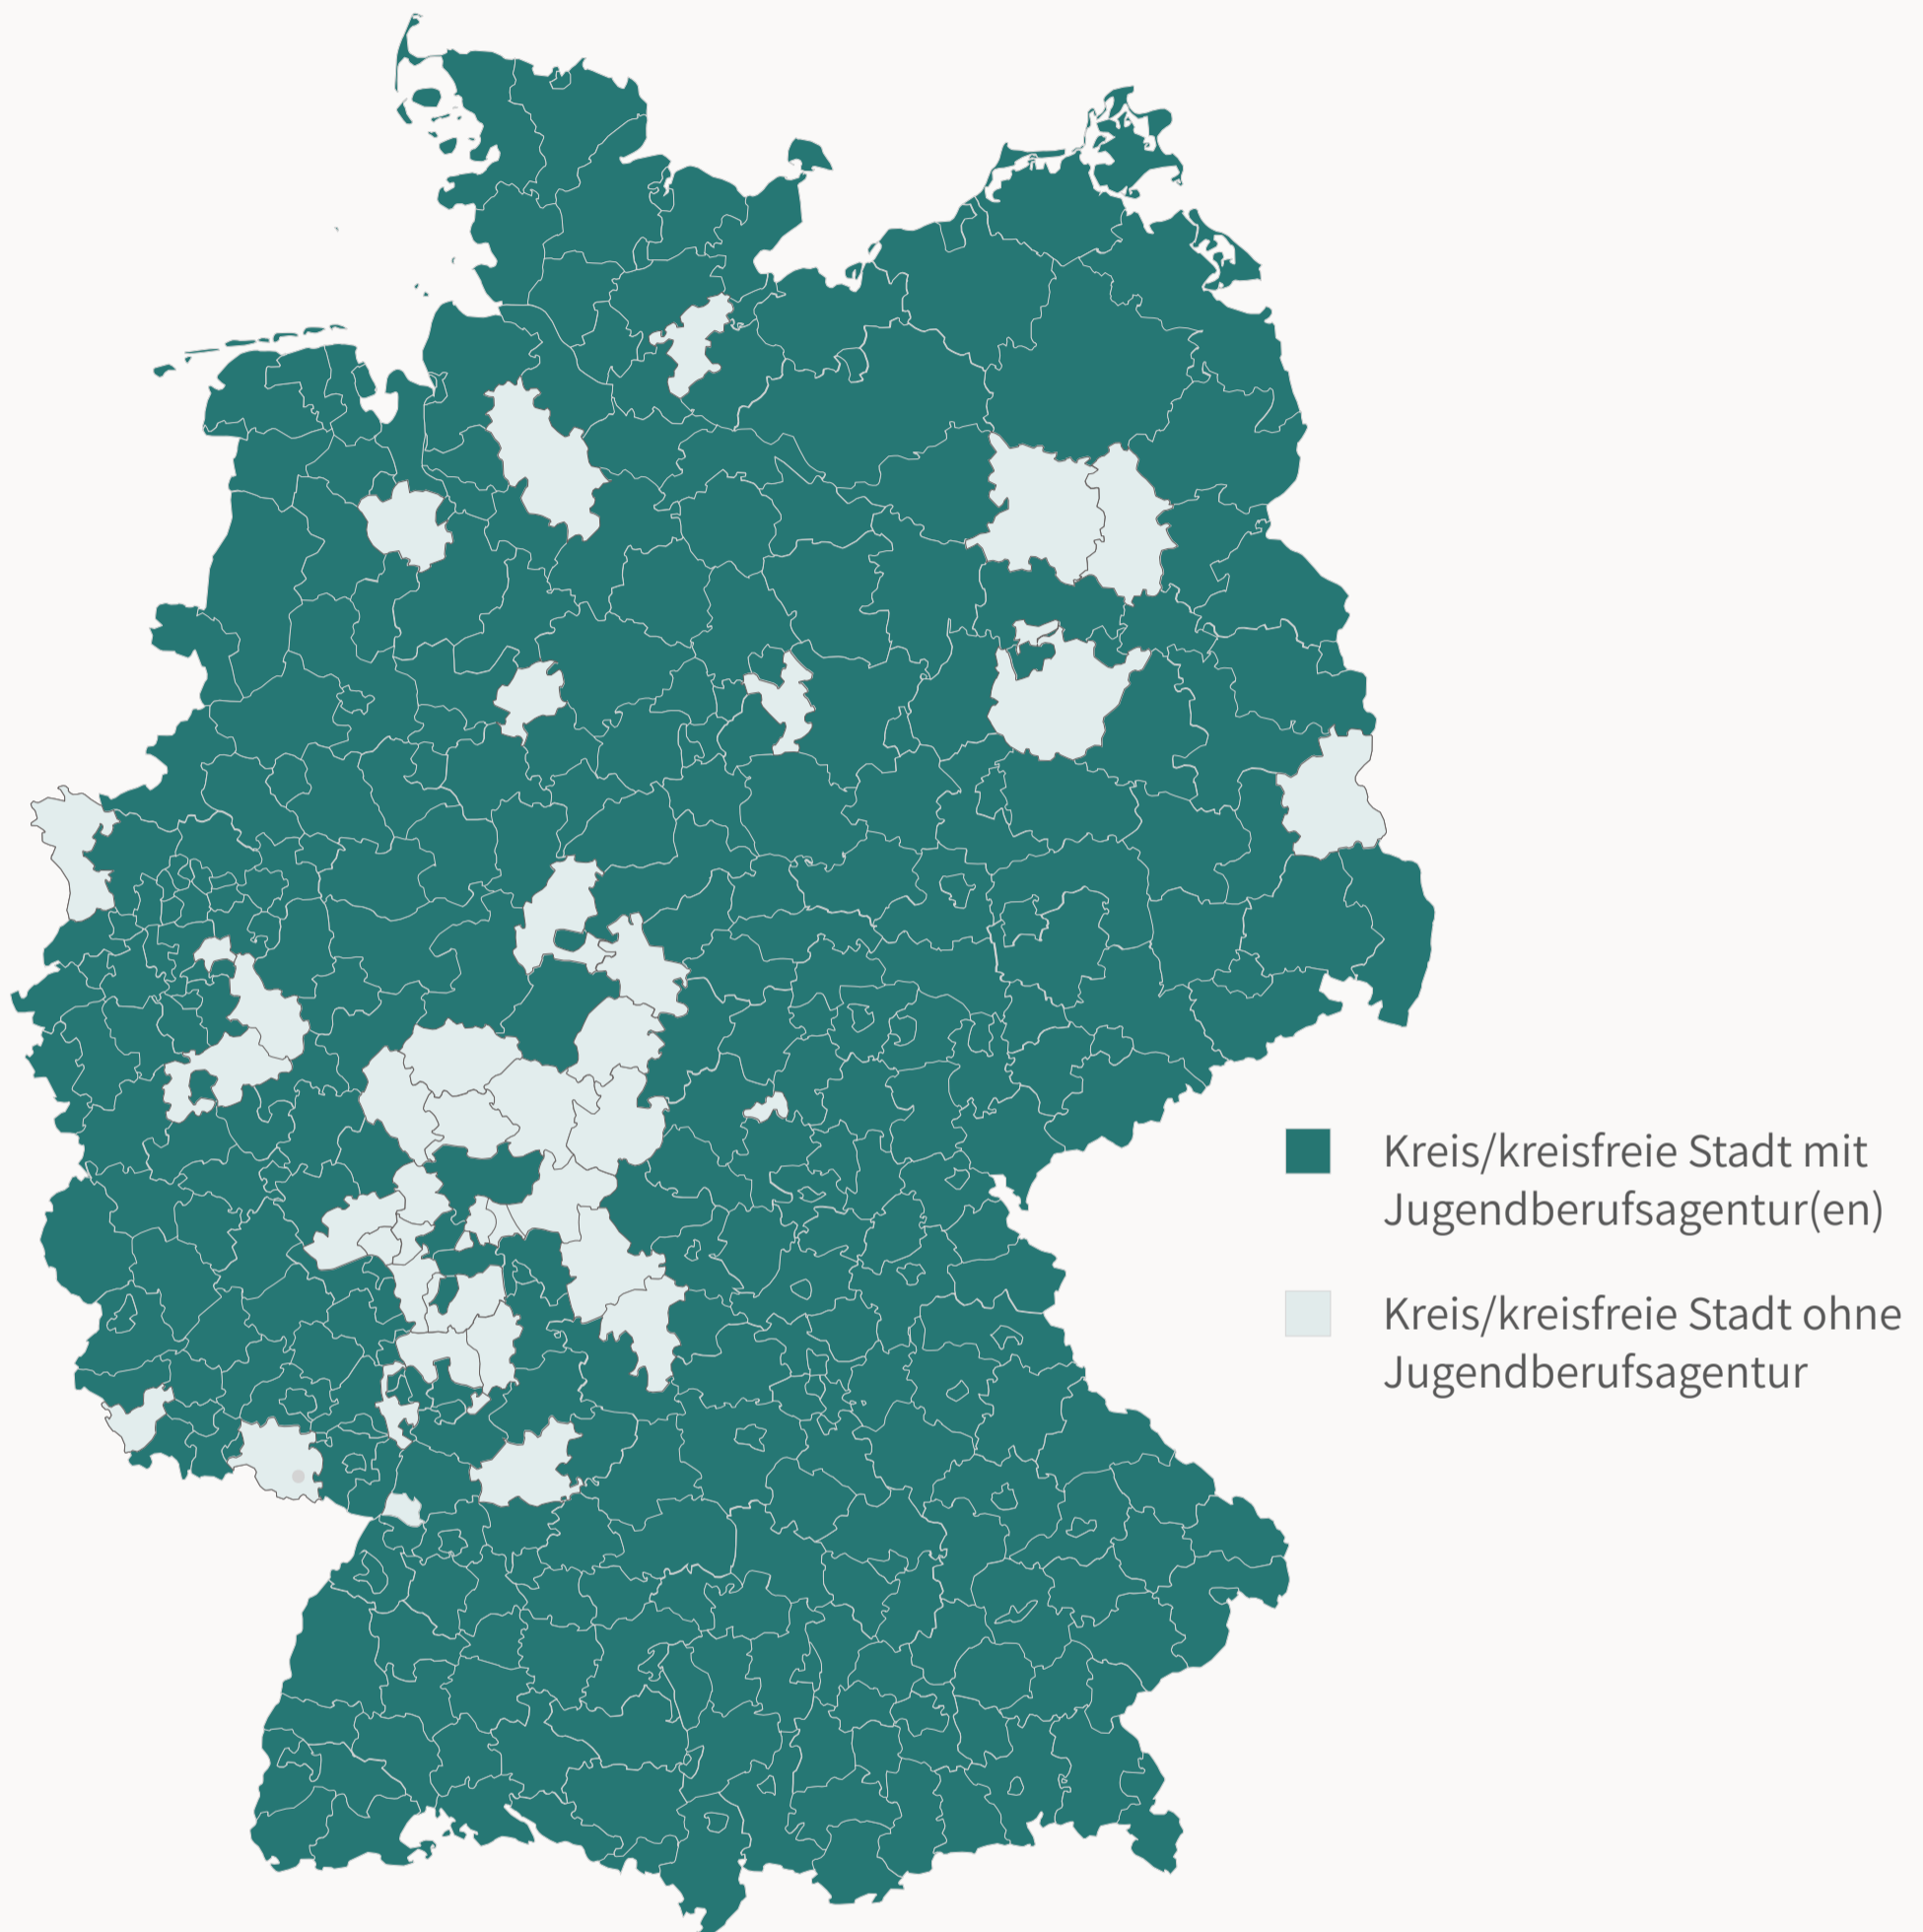 Kreis/kreisfreie Stadt mit
Jugendberufsagentur(en)
Kreis/kreisfreie Stadt ohne
Jugendberufsagentur